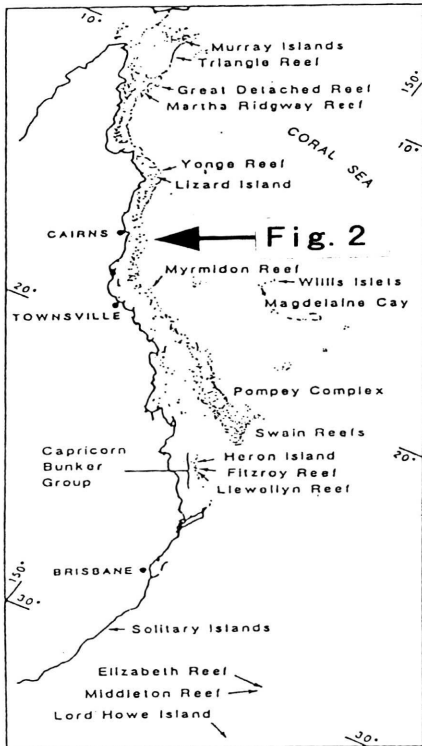 10°
Murray Islands
Triangle Reef
Great Detached Reef
Martha Ridgway Reef
150°
CORAL SEA
10°
Yonge Reef
Lizard Island
CAIRNS
Fig. 2
Myrmidon Reef
Willis Islets
20°
Magdelaine Cay
TOWNSVILLE
Pompey Complex
Swain Reefs
Capricorn
Bunker
Group
Heron Island
Fitzroy Reef
Llewellyn Reef
20°
BRISBANE
150°
30°
Solitary Islands
Elizabeth Reef
Middleton Reef
Lord Howe Island
30°